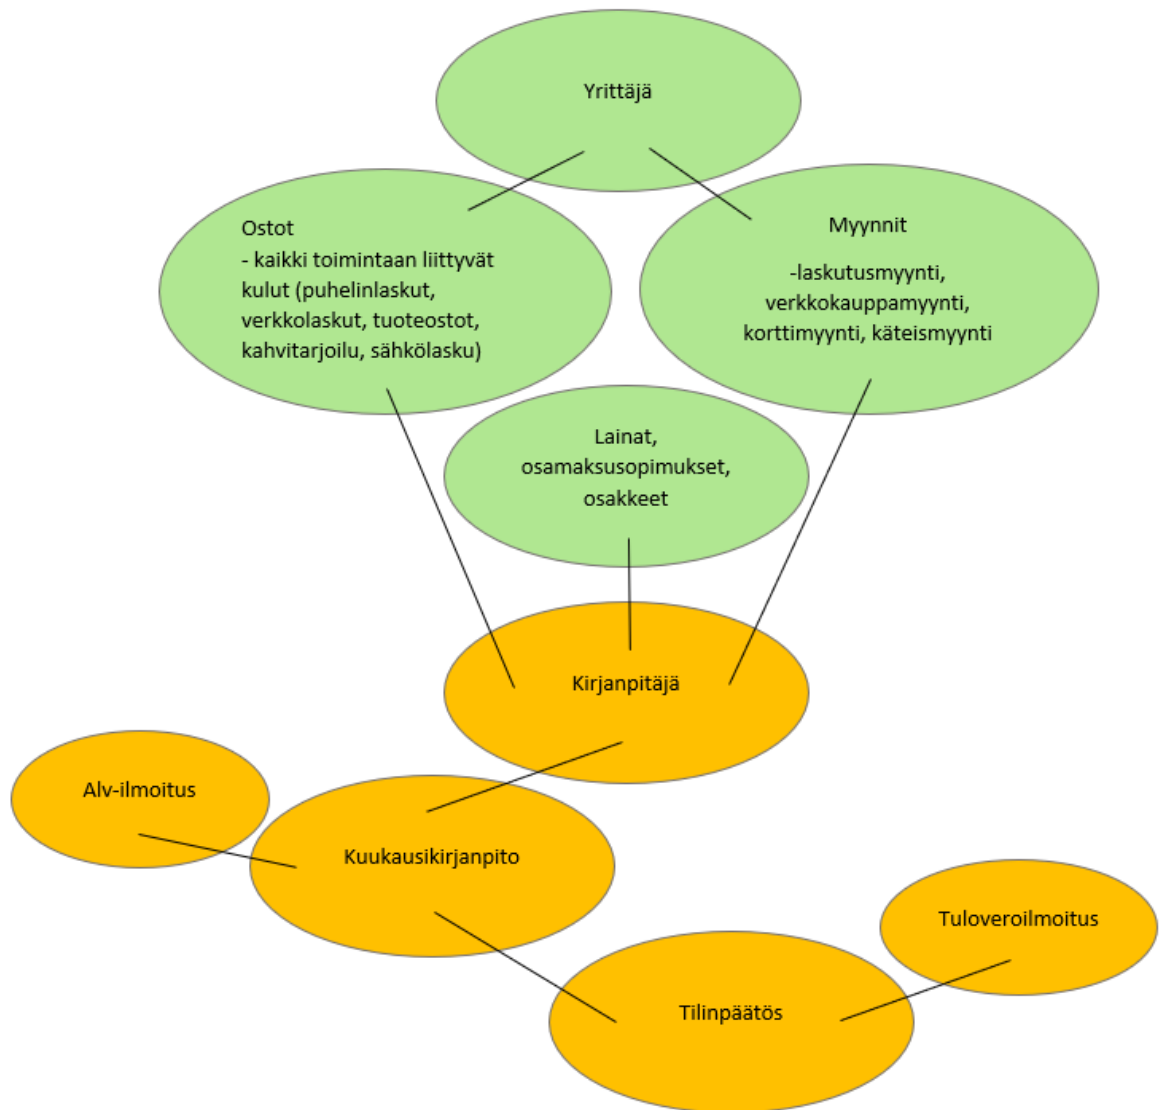 Yrittäjä
Ostot
- kaikki toimintaan liittyvät
kulut (puhelinlaskut,
verkkolaskut, tuoteostot,
kahvitarjoilu, sähkölasku)
Myynnit
-laskutusmyynti,
verkkokauppamyynti,
korttimyynti, käteismyynti
Lainat,
osamaksusopimukset,
osakkeet
Kirjanpitäjä
Alv-ilmoitus
Kuukausikirjanpito
Tuloveroilmoitus
Tilinpäätös